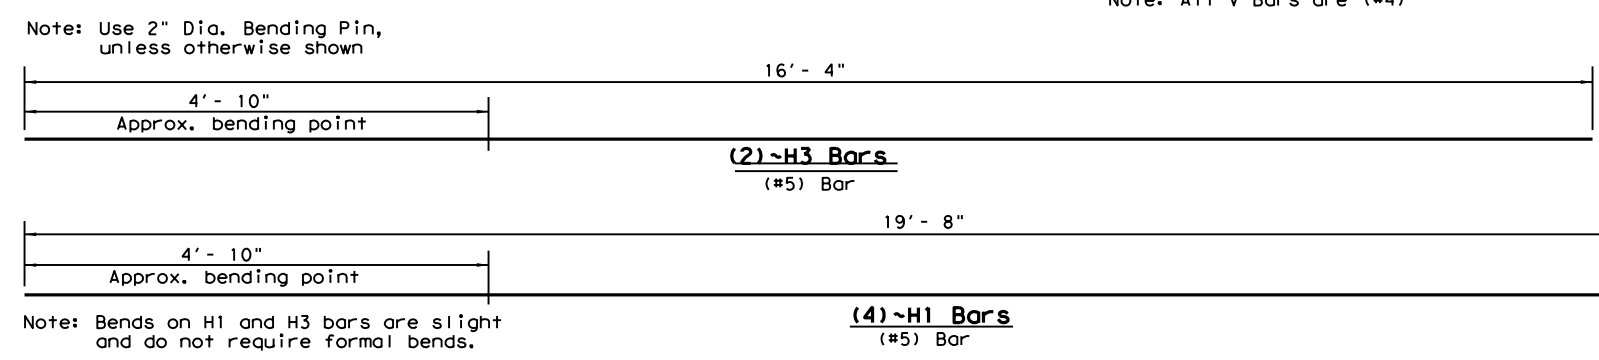 Note: All V Bars are (#4)
Note: Use 2" Dia. Bending Pin,
unless otherwise shown
16'- 4"
4'- 10"
Approx. bending point
(2)~H3 Bars
(#5) Bar
19'- 8"
4'- 10"
Approx. bending point
(4)~H1 Bars
(#5) Bar
Note: Bends on H1 and H3 bars are slight
and do not require formal bends.